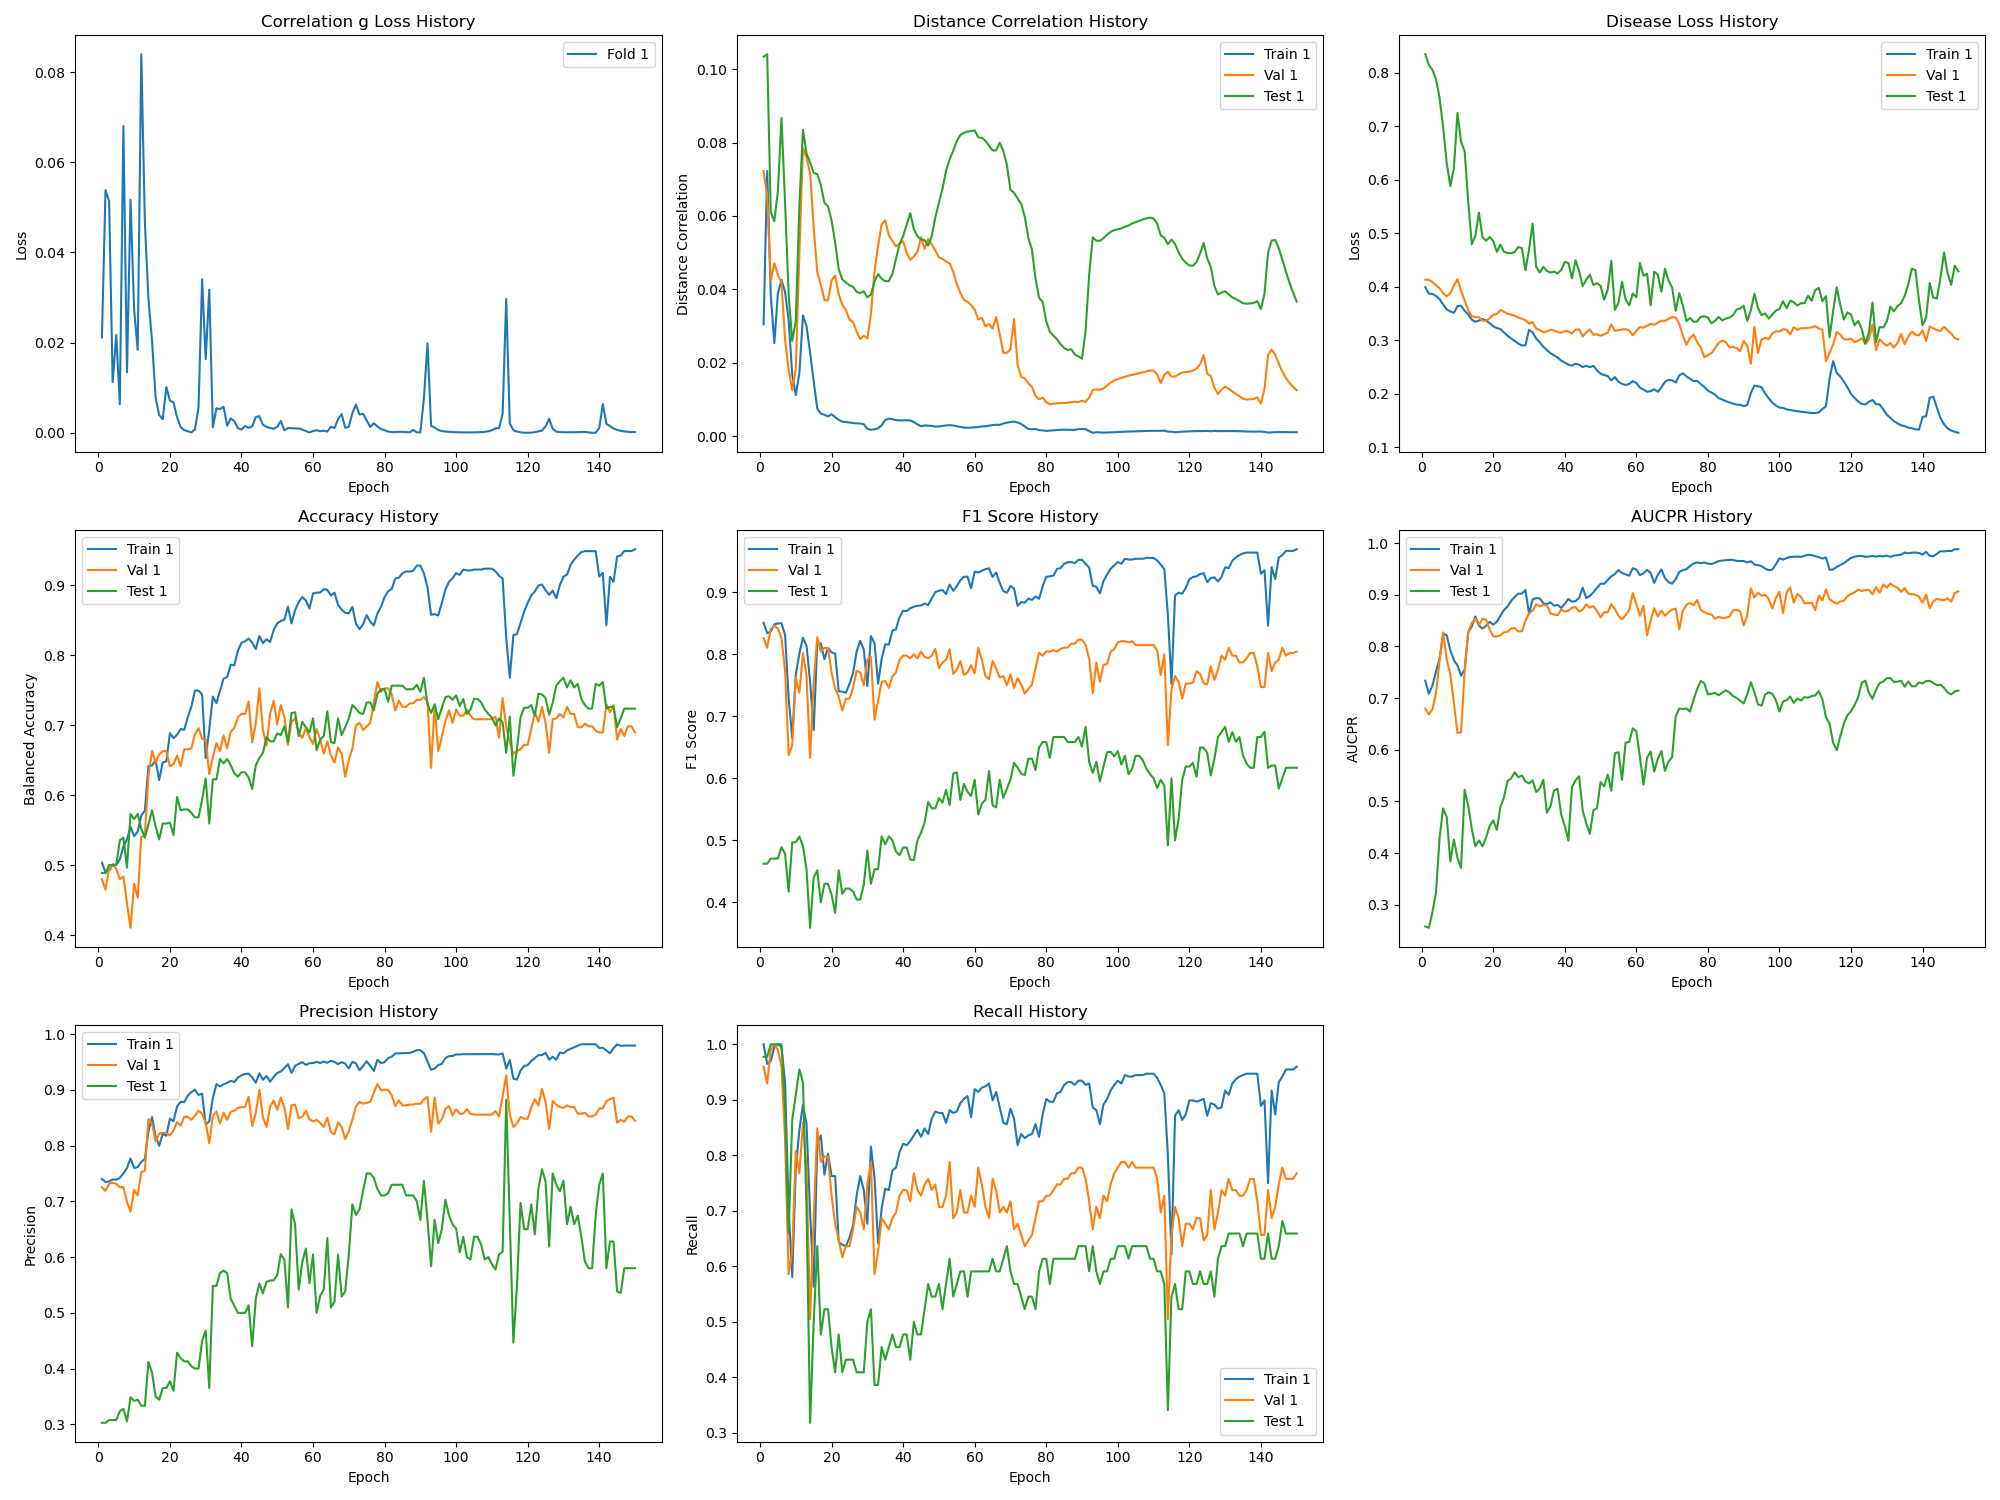 Correlation g Loss History
Loss
0.08
0.06
0.04
0.02
0.00
Fold 1
0 20 40 60 80 100 120 140
Epoch
Distance Correlation History
Distance Correlation
0.10
0.08
0.06
0.04
0.02
0.00
Train 1
Val 1
Test 1
0 20 40 60 80 100 120 140
Epoch
Disease Loss History
Loss
0.8
0.7
0.6
0.5
0.4
0.3
0.2
0.1
Train 1
Val 1
Test 1
0 20 40 60 80 100 120 140
Epoch
Accuracy History
Balanced Accuracy
0.9
0.8
0.7
0.6
0.5
0.4
Train 1
Val 1
Test 1
0 20 40 60 80 100 120 140
Epoch
F1 Score History
F1 Score
0.9
0.8
0.7
0.6
0.5
0.4
Train 1
Val 1
Test 1
0 20 40 60 80 100 120 140
Epoch
AUCPR History
AUCPR
1.0
0.9
0.8
0.7
0.6
0.5
0.4
0.3
Train 1
Val 1
Test 1
0 20 40 60 80 100 120 140
Epoch
Precision History
Precision
1.0
0.9
0.8
0.7
0.6
0.5
0.4
0.3
Train 1
Val 1
Test 1
0 20 40 60 80 100 120 140
Epoch
Recall History
Recall
1.0
0.9
0.8
0.7
0.6
0.5
0.4
0.3
Train 1
Val 1
Test 1
0 20 40 60 80 100 120 140
Epoch